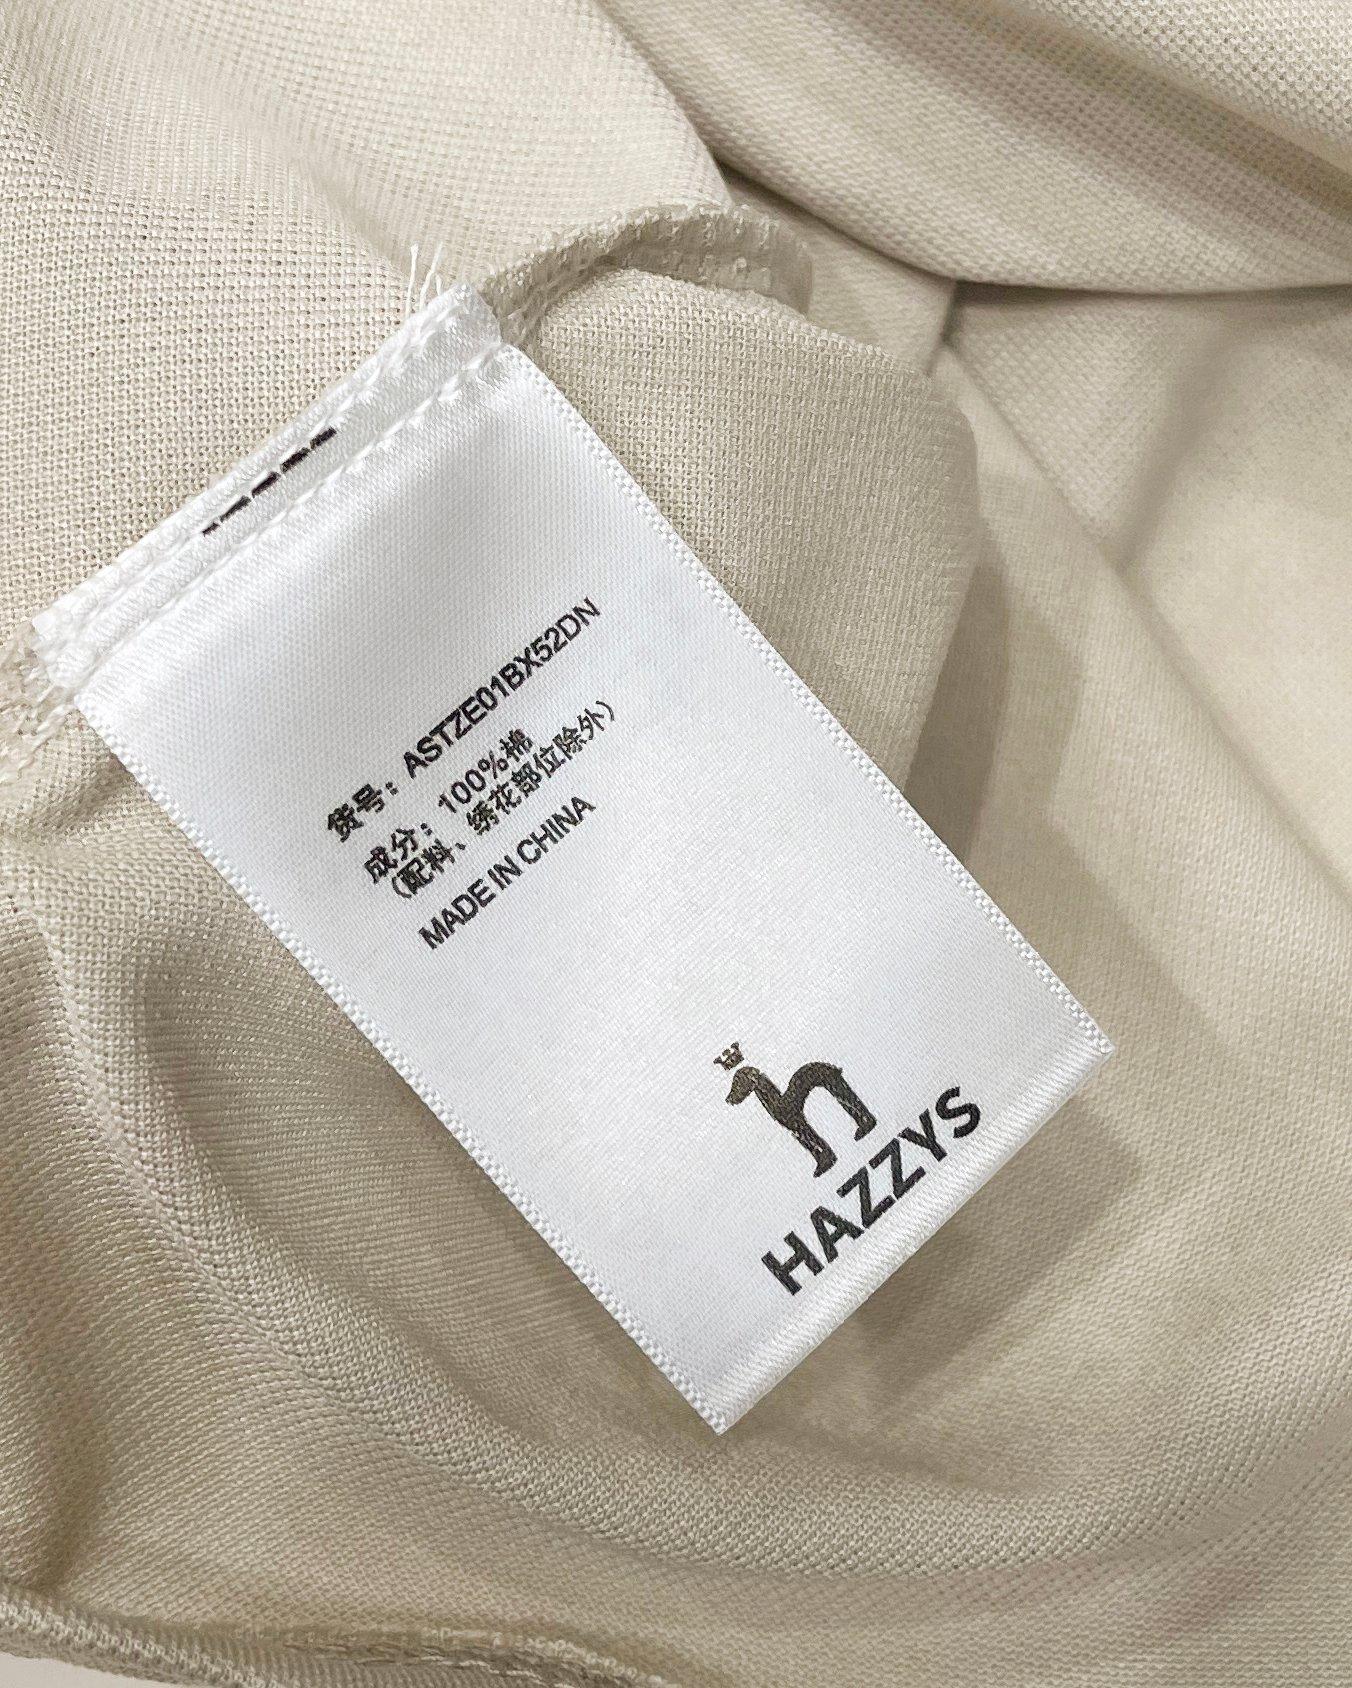 货号：ASTZE01BX52DN
成分：100%棉
（配料、绣花部位除外）
MADE IN CHINA
HAZZYS